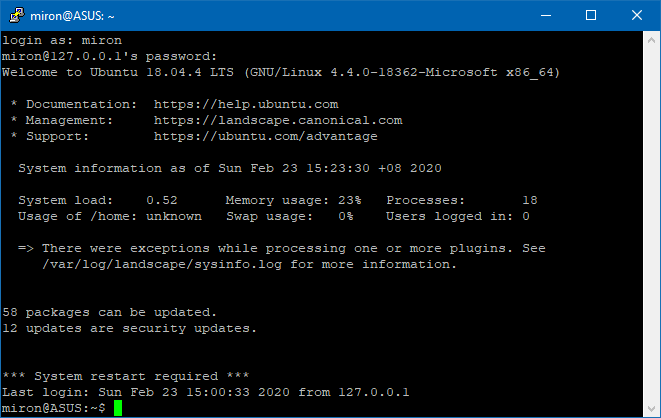 miron@ASUS: ~
login as: miron
miron@127.0.0.1's password:
Welcome to Ubuntu 18.04.4 LTS (GNU/Linux 4.4.0-18362-Microsoft x86_64)
* Documentation:  https://help.ubuntu.com
* Management:     https://landscape.canonical.com
* Support:        https://ubuntu.com/advantage
System information as of Sun Feb 23 15:23:30 +08 2020
System load:    0.52      Memory usage: 23%   Processes:       18
Usage of /home: unknown   Swap usage:   0%    Users logged in: 0
=> There were exceptions while processing one or more plugins. See
/var/log/landscape/sysinfo.log for more information.
58 packages can be updated.
12 updates are security updates.
*** System restart required ***
Last login: Sun Feb 23 15:00:33 2020 from 127.0.0.1
miron@ASUS:~$